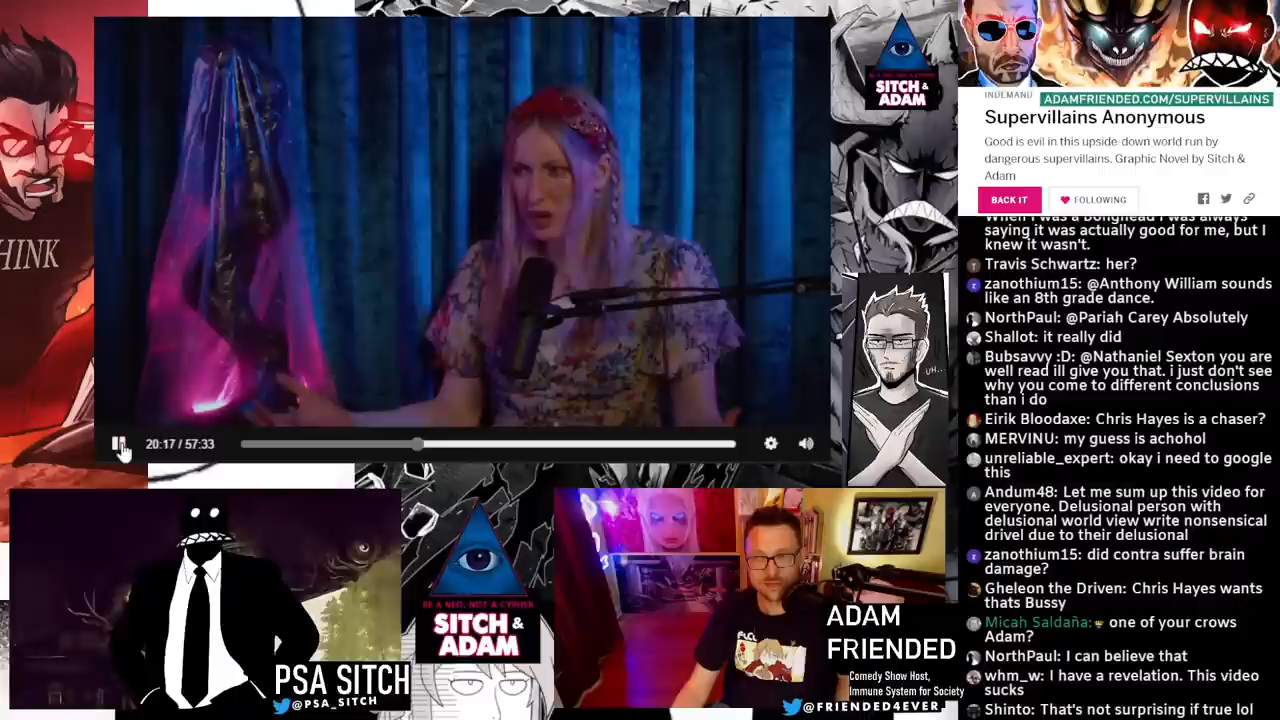 HINK
20:17 / 57:33
SITCH
& ADAM
UH..
INDEMAND
ADAMFRIENDED.COM/SUPERVILLAINS
Supervillains Anonymous
Good is evil in this upside-down world run by
dangerous supervillains. Graphic Novel by Sitch &
Adam
BACK IT
FOLLOWING
When I was a bonghead I was always
saying it was actually good for me, but I
knew it wasn't.
Travis Schwartz: her?
zanothium15: @Anthony William sounds
like an 8th grade dance.
NorthPaul: @Pariah Carey Absolutely
Shallot: it really did
Bubsavvy :D: @Nathaniel Sexton you are
well read ill give you that. i just don't see
why you come to different conclusions
than i do
Eirik Bloodaxe: Chris Hayes is a chaser?
MERVINU: my guess is achohol
unreliable_expert: okay i need to google
this
Andum48: Let me sum up this video for
everyone. Delusional person with
delusional world view write nonsensical
drivel due to their delusional
zanothium15: did contra suffer brain
damage?
Gheleon the Driven: Chris Hayes wants
thats Bussy
Micah Saldaña: one of your crows
Adam?
NorthPaul: I can believe that
whm_w: I have a revelation. This video
sucks
Shinto: That's not surprising if true lol
PSA SITCH
@PSA_SITCH
BE A NEO, NOT A CYPHER
SITCH &
ADAM
ADAM
FRIENDED
Comedy Show Host,
Immune System for Society
@FRIENDED4EVER